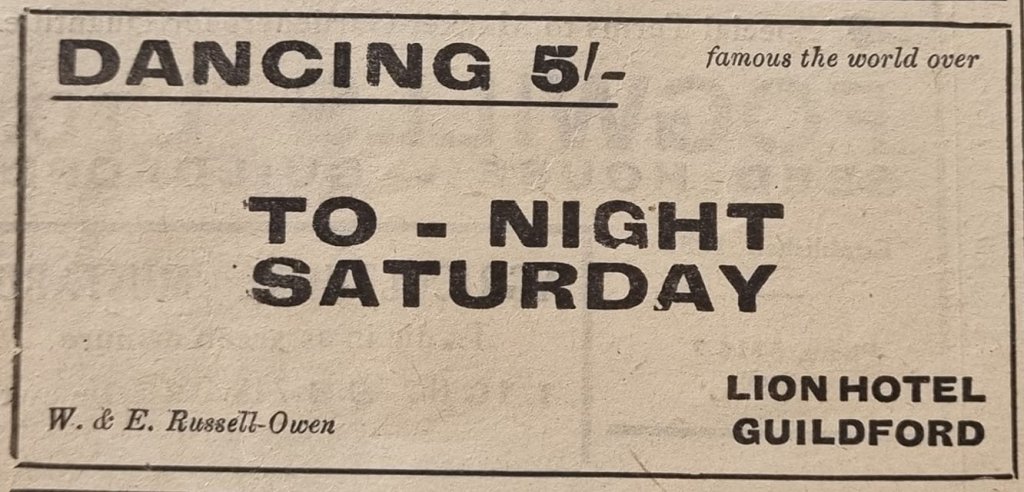 DANCING 5/-
famous the world over
TO - NIGHT
SATURDAY
W. & E. Russell-Owen
LION HOTEL
GUILDFORD